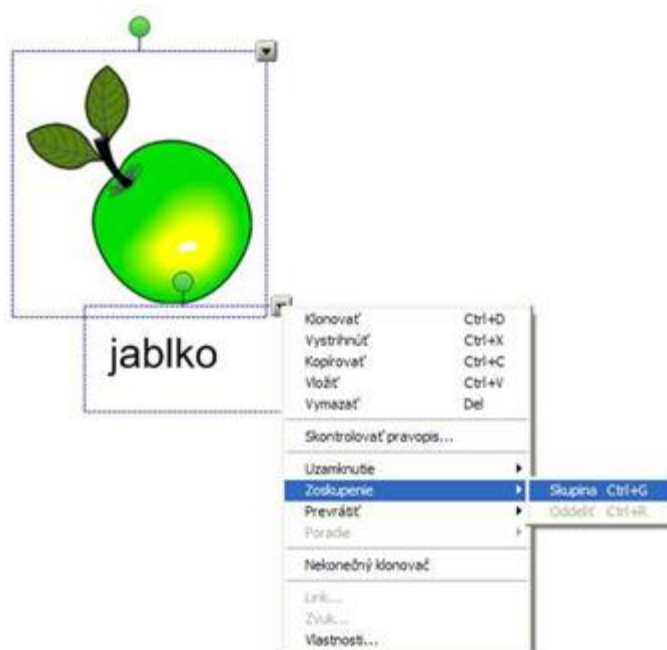 jablko
Klonovať Ctrl+D
Vystrihnúť Ctrl+X
Kopírovať Ctrl+C
Vložiť Ctrl+V
Vymazať Del
Skontrolovať pravopis...
Uzamknutie
Zoskupenie
Skupina Ctrl+G
Prevrátiť
Oddeliť Ctrl+R
Poradie
Nekonečný klonovač
Link...
Zvuk...
Vlastnosti...